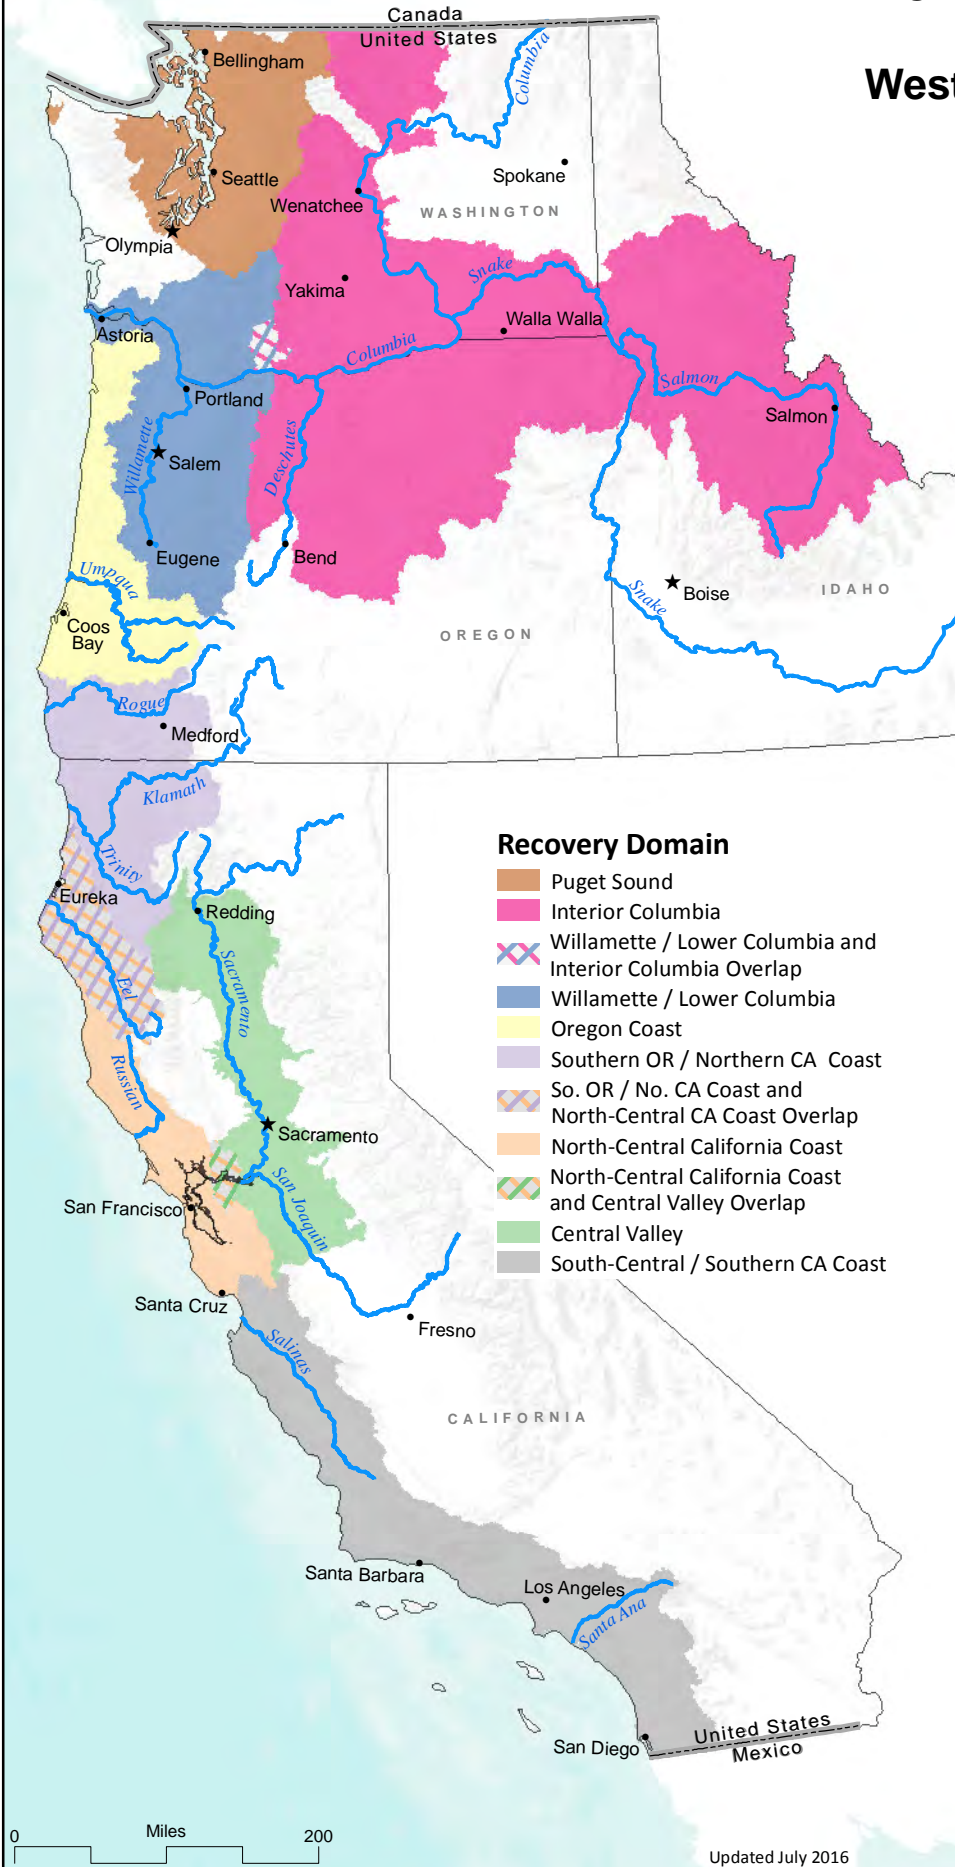 Canada
United States
West
Bellingham
Columbia
Seattle
Spokane
Wenatchee
WASHINGTON
Olympia
Snake
Yakima
Walla Walla
Astoria
Columbia
Salmon
Portland
Salmon
Willamette
Deschutes
Salem
Eugene
Bend
Umpqua
Snake
Boise
IDAHO
Coos
Bay
OREGON
Rogue
Medford
Klamath
Trinity
Eureka
Redding
Sacramento
Eel
Russian
Sacramento
San Joaquin
San Francisco
Santa Cruz
Fresno
Salinas
CALIFORNIA
Recovery Domain
Puget Sound
Interior Columbia
Willamette / Lower Columbia and
Interior Columbia Overlap
Willamette / Lower Columbia
Oregon Coast
Southern OR / Northern CA Coast
So. OR / No. CA Coast and
North-Central CA Coast Overlap
North-Central California Coast
North-Central California Coast
and Central Valley Overlap
Central Valley
South-Central / Southern CA Coast
Santa Barbara
Los Angeles
Santa Ana
San Diego
United States
Mexico
0 Miles 200
Updated July 2016